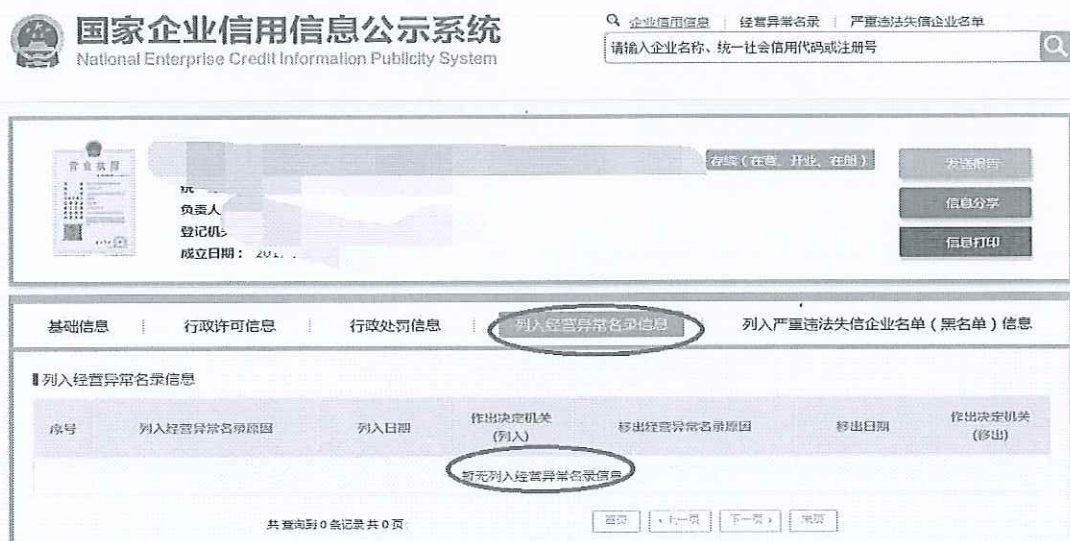 企业信用信息 | 经营异常名录 | 严重违法失信企业名单
国家企业信用信息公示系统
National Enterprise Credit Information Publicity System
请输入企业名称、统一社会信用代码或注册号
营业执照
存续（在营、开业、在册）
发送报告
统
负责人
信息分享
登记机
信息打印
成立日期： 201
基础信息 | 行政许可信息 | 行政处罚信息 | 列入经营异常名录信息 列入严重违法失信企业名单（黑名单）信息
列入经营异常名录信息
序号 列入经营异常名录原因 列入日期 作出决定机关(列入) 移出经营异常名录原因 移出日期 作出决定机关(移出)
暂无列入经营异常名录信息
共查询到0条记录共0页
首页 上一页 下一页 末页